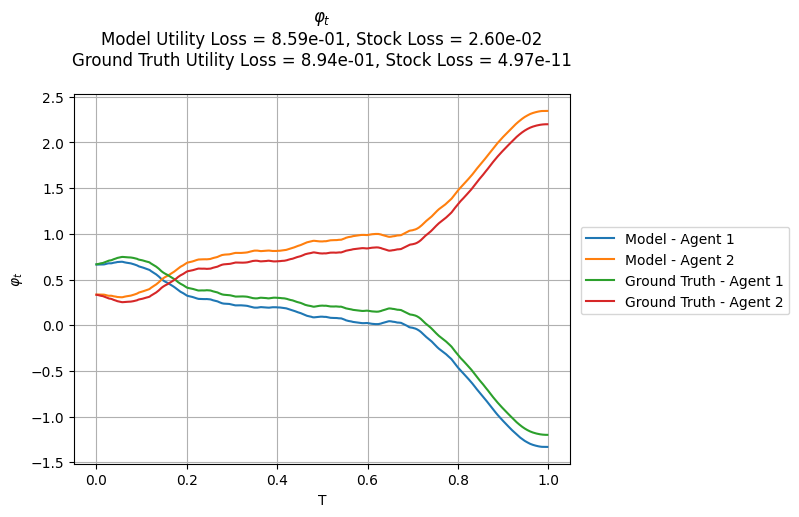 φₜ
Model Utility Loss = 8.59e-01, Stock Loss = 2.60e-02
Ground Truth Utility Loss = 8.94e-01, Stock Loss = 4.97e-11
2.5
2.0
1.5
1.0
0.5
0.0
−0.5
−1.0
−1.5
φₜ
0.0 0.2 0.4 0.6 0.8 1.0
T
Model - Agent 1
Model - Agent 2
Ground Truth - Agent 1
Ground Truth - Agent 2